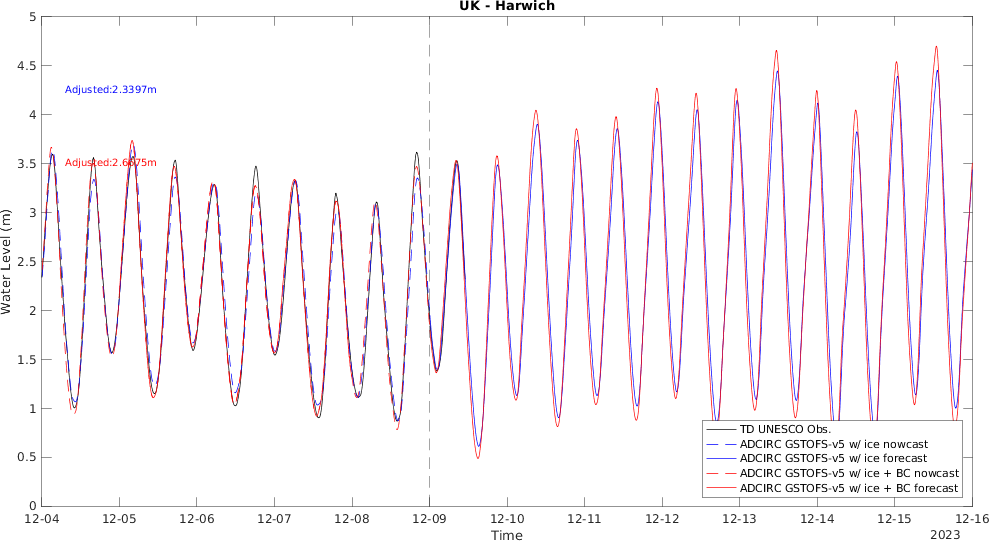 UK - Harwich
5
4.5
4
3.5
3
2.5
2
1.5
1
0.5
0
Water Level (m)
Adjusted:2.3397m
Adjusted:2.6675m
TD UNESCO Obs.
ADCIRC GSTOFS-v5 w/ ice nowcast
ADCIRC GSTOFS-v5 w/ ice forecast
ADCIRC GSTOFS-v5 w/ ice + BC nowcast
ADCIRC GSTOFS-v5 w/ ice + BC forecast
12-04 12-05 12-06 12-07 12-08 12-09 12-10 12-11 12-12 12-13 12-14 12-15 12-16
Time
2023